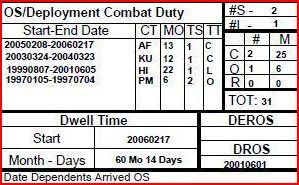 OS/Deployment Combat Duty
#S - 2
#I - 1
Start-End Date CT MO TS TT
# M
20050208-20060217 AF 13 1 C
20030324-20040323 KU 12 1 C
19990807-20010605 HI 22 1 L
19970105-19970704 PM 6 2 O
C 2 25
O 1 6
R 0 0
TOT: 31
Dwell Time
Start 20060217
Month - Days 60 Mo 14 Days
DEROS
DROS
20010601
Date Dependents Arrived OS